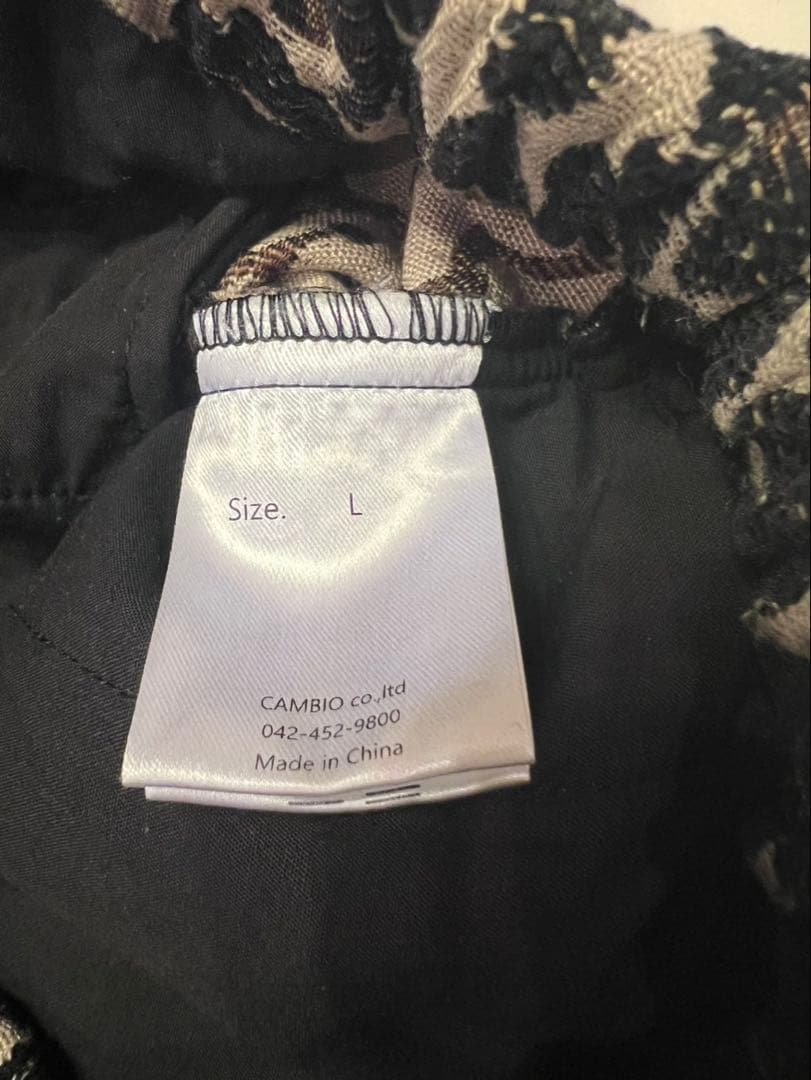 Size. L
CAMBIO co.,ltd
042-452-9800
Made in China